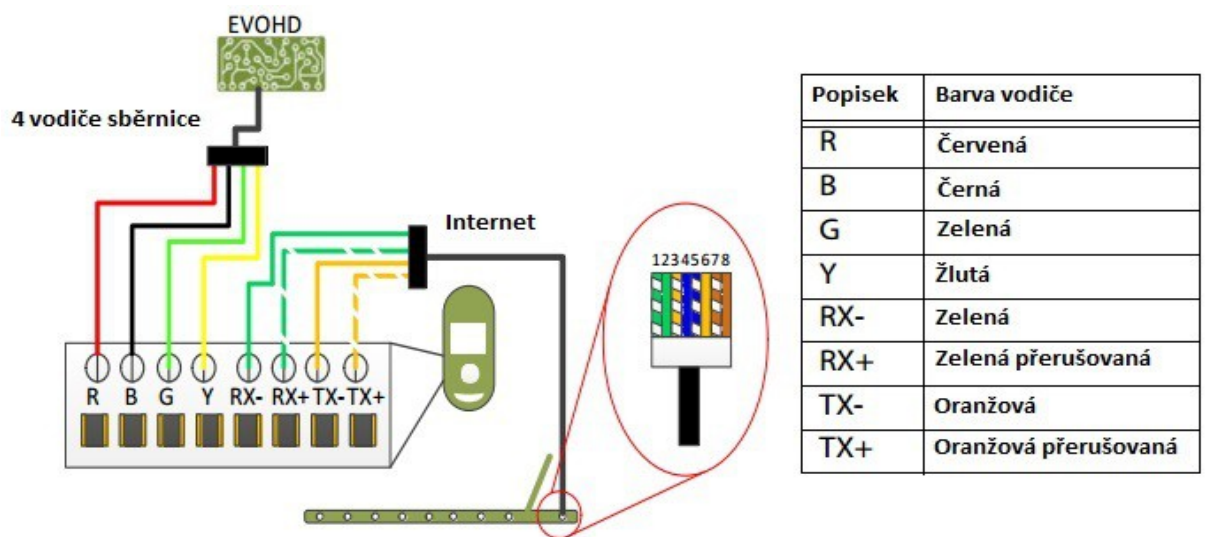 EVOHD
4 vodiče sběrnice
Internet
12345678
R B G Y RX- RX+ TX- TX+
Popisek Barva vodiče
R Červená
B Černá
G Zelená
Y Žlutá
RX- Zelená
RX+ Zelená přerušovaná
TX- Oranžová
TX+ Oranžová přerušovaná